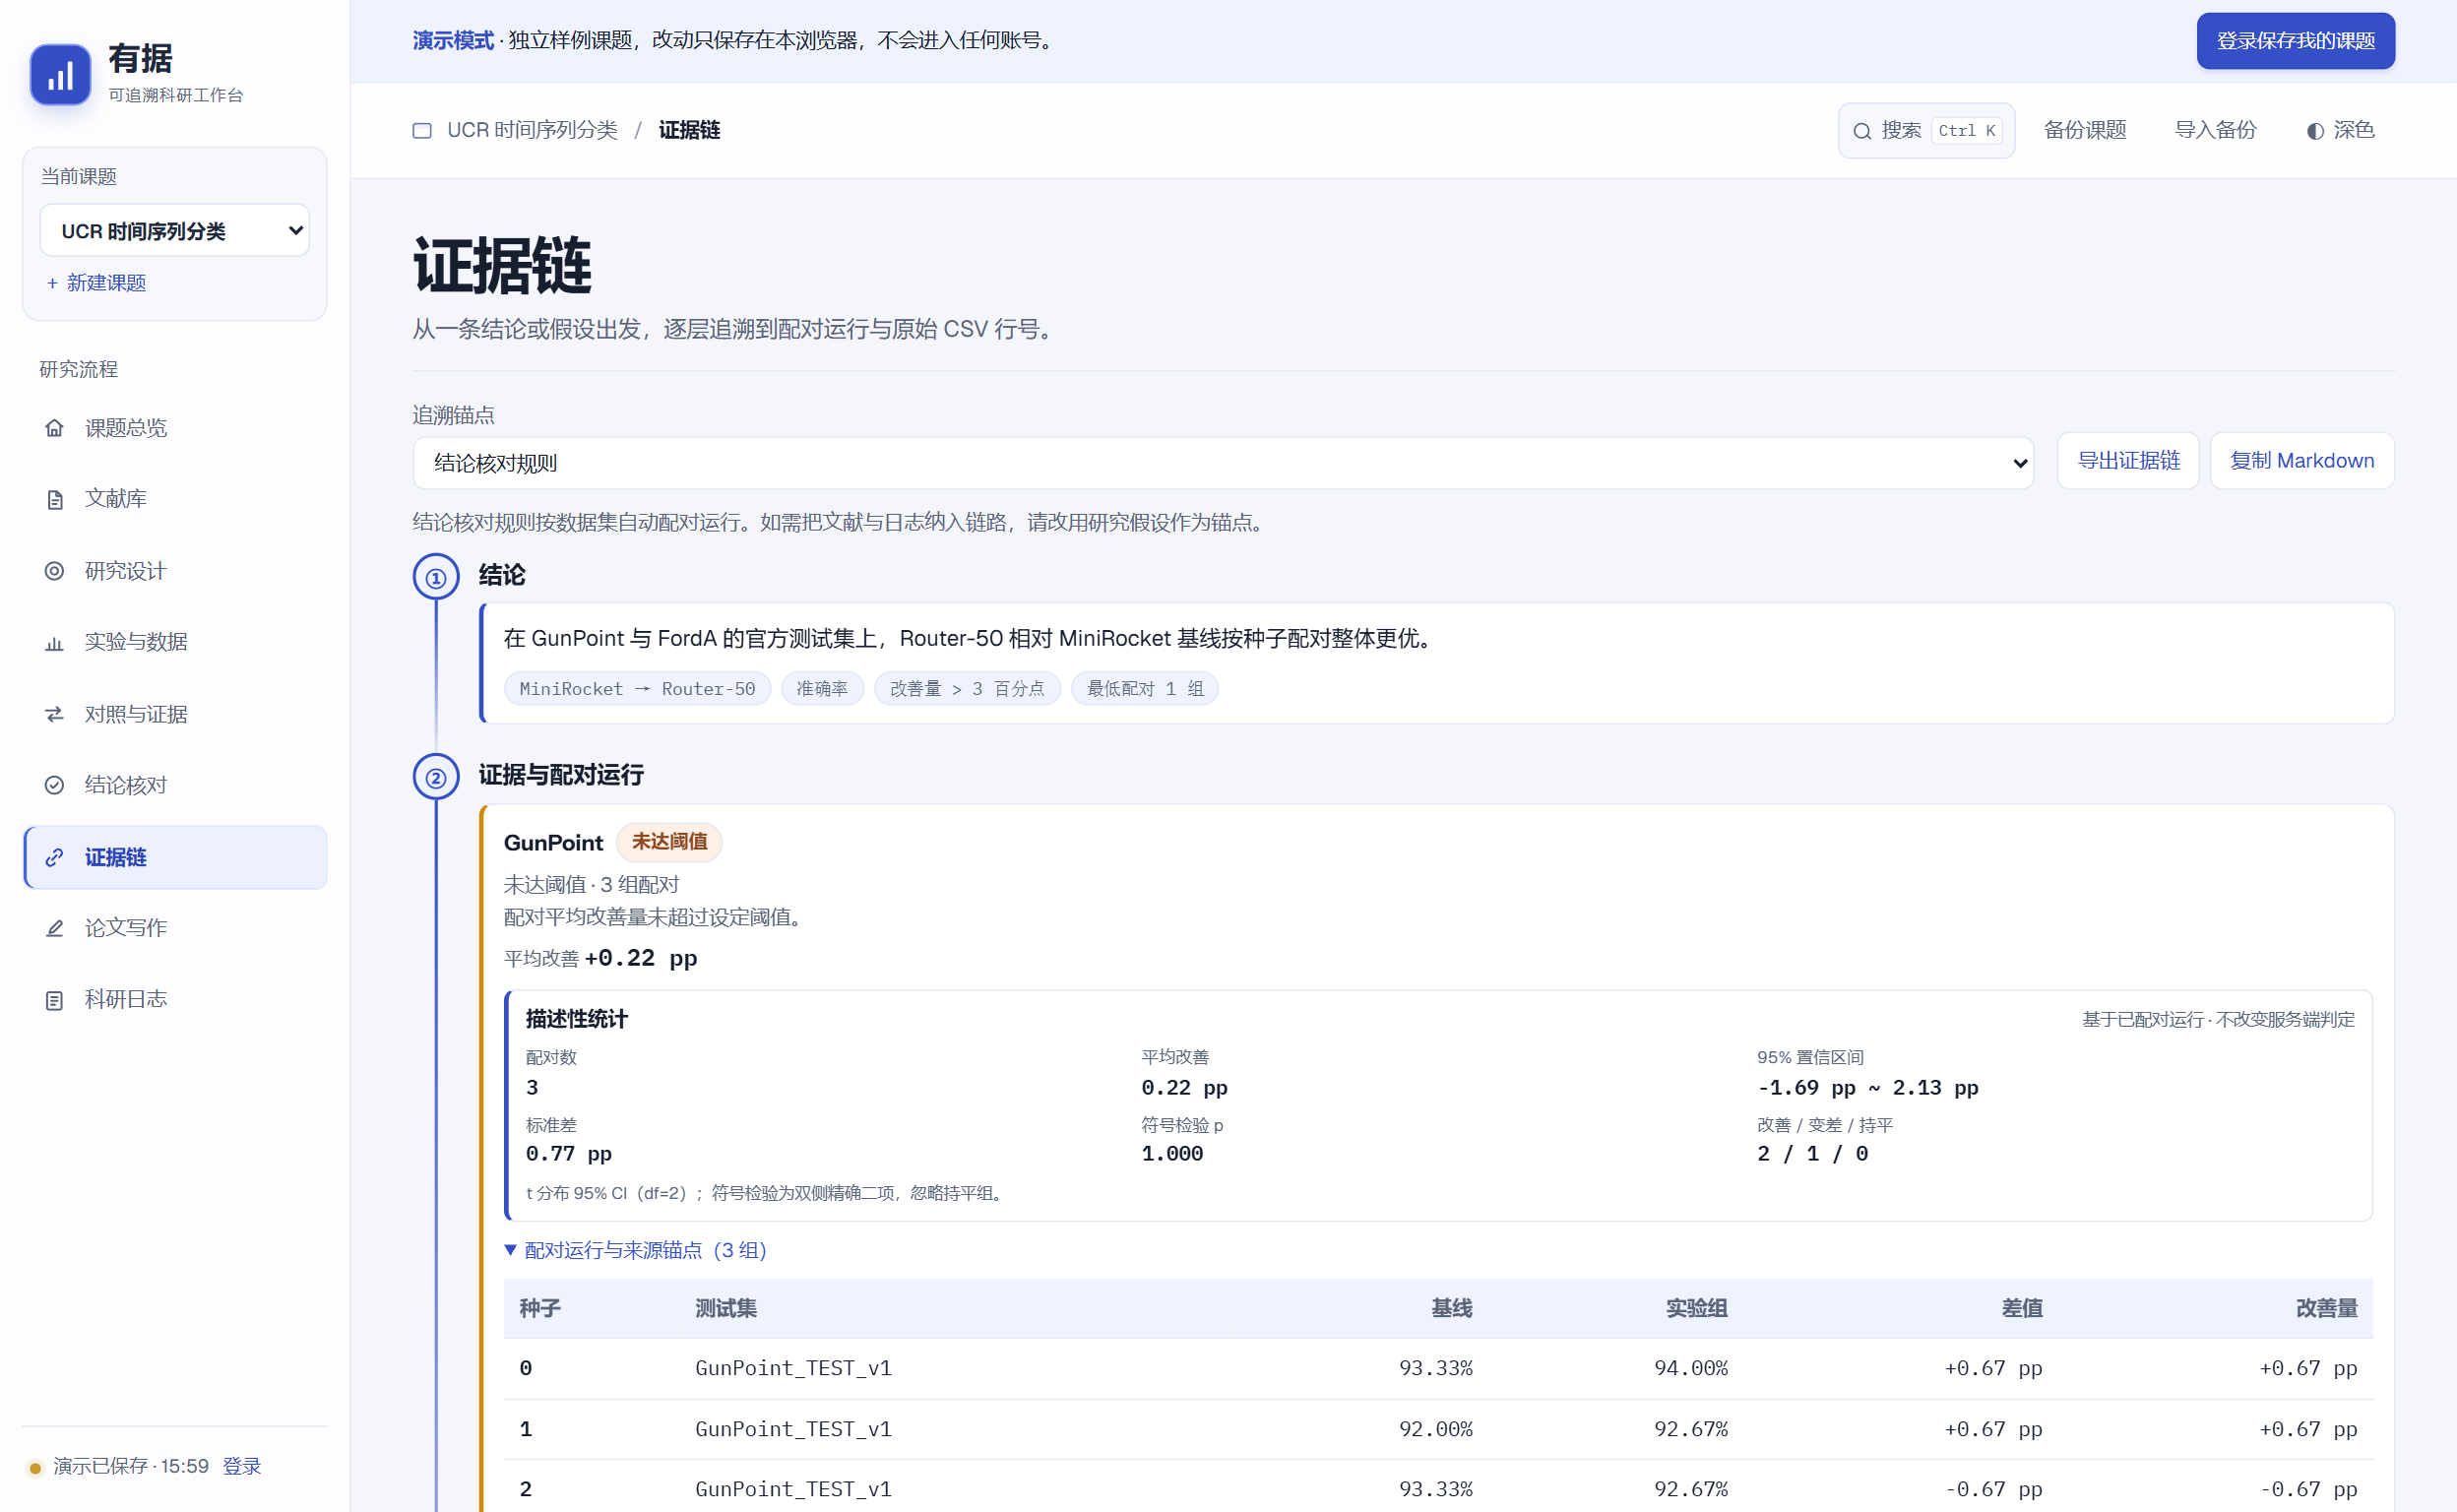 有据
可追溯科研工作台
当前课题
UCR 时间序列分类
+ 新建课题
研究流程
课题总览
文献库
研究设计
实验与数据
对照与证据
结论核对
证据链
论文写作
科研日志
演示已保存 · 15:59 登录
演示模式 · 独立样例课题，改动只保存在本浏览器，不会进入任何账号。
登录保存我的课题
UCR 时间序列分类 / 证据链
搜索 Ctrl K
备份课题
导入备份
深色
证据链
从一条结论或假设出发，逐层追溯到配对运行与原始 CSV 行号。
追溯锚点
结论核对规则
导出证据链
复制 Markdown
结论核对规则按数据集自动配对运行。如需把文献与日志纳入链路，请改用研究假设作为锚点。
① 结论
在 GunPoint 与 FordA 的官方测试集上，Router-50 相对 MiniRocket 基线按种子配对整体更优。
MiniRocket → Router-50 准确率 改善量 > 3 百分点 最低配对 1 组
② 证据与配对运行
GunPoint 未达阈值
未达阈值 · 3 组配对
配对平均改善量未超过设定阈值。
平均改善 +0.22 pp
描述性统计 基于已配对运行 · 不改变服务端判定
配对数 平均改善 95% 置信区间
3 0.22 pp -1.69 pp ~ 2.13 pp
标准差 符号检验 p 改善 / 变差 / 持平
0.77 pp 1.000 2 / 1 / 0
t 分布 95% CI（df=2）；符号检验为双侧精确二项，忽略持平组。
▼ 配对运行与来源锚点（3 组）
种子 测试集 基线 实验组 差值 改善量
0 GunPoint_TEST_v1 93.33% 94.00% +0.67 pp +0.67 pp
1 GunPoint_TEST_v1 92.00% 92.67% +0.67 pp +0.67 pp
2 GunPoint_TEST_v1 93.33% 92.67% -0.67 pp -0.67 pp